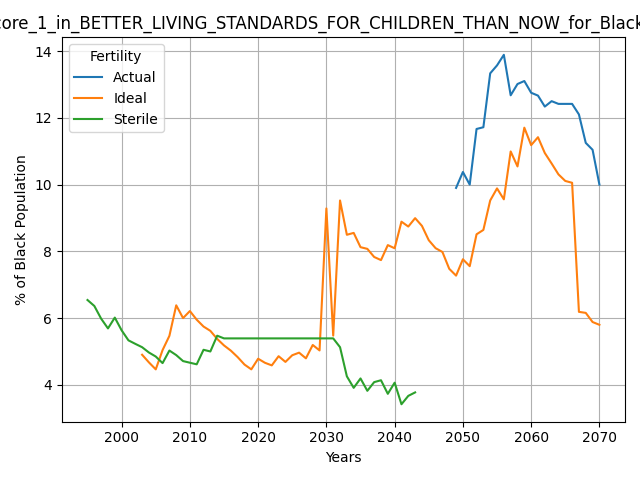 core_1_in_BETTER_LIVING_STANDARDS_FOR_CHILDREN_THAN_NOW_for_Black
Fertility
Actual
Ideal
Sterile
% of Black Population
14
12
10
8
6
4
2000 2010 2020 2030 2040 2050 2060 2070
Years